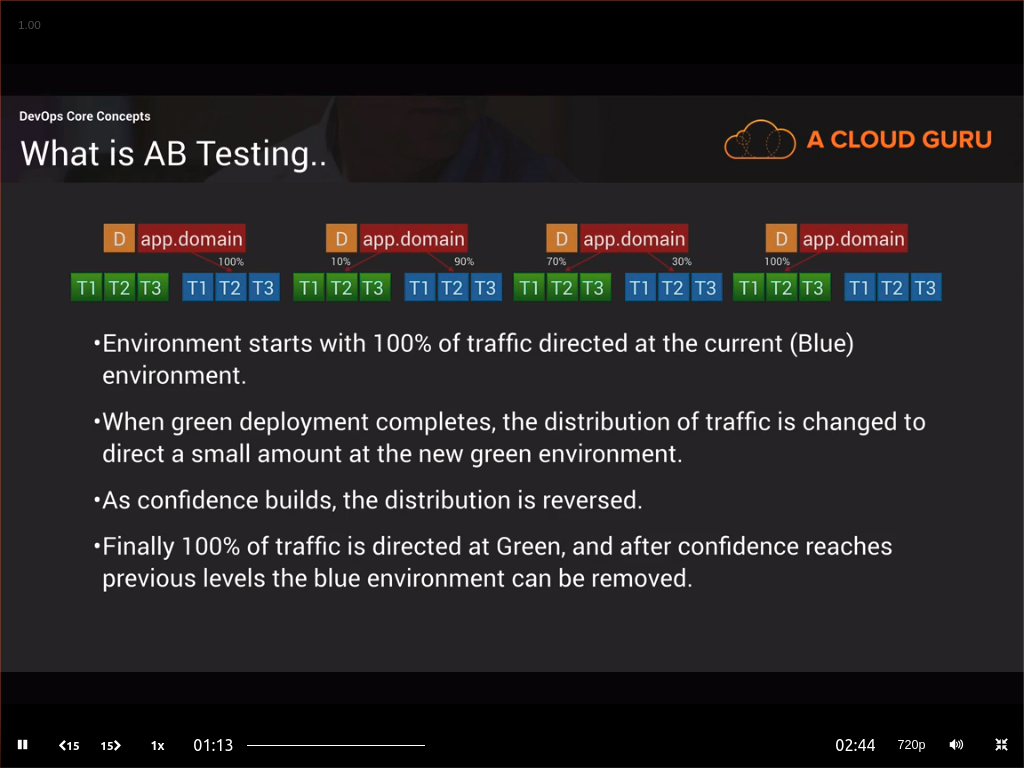 1.00
DevOps Core Concepts
What is AB Testing..
A CLOUD GURU
D app.domain D app.domain D app.domain D app.domain
100% 10% 90% 70% 30% 100%
T1 T2 T3 T1 T2 T3 T1 T2 T3 T1 T2 T3 T1 T2 T3 T1 T2 T3 T1 T2 T3 T1 T2 T3
•Environment starts with 100% of traffic directed at the current (Blue)
environment.
•When green deployment completes, the distribution of traffic is changed to
direct a small amount at the new green environment.
•As confidence builds, the distribution is reversed.
•Finally 100% of traffic is directed at Green, and after confidence reaches
previous levels the blue environment can be removed.
15 15 1x 01:13 02:44 720p